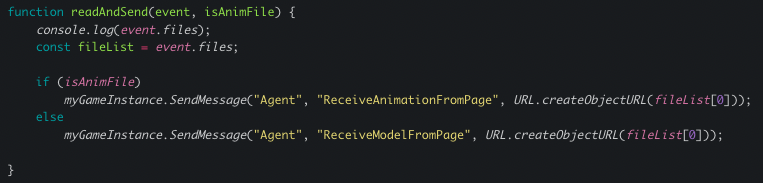 function readAndSend(event, isAnimFile) {
    console.log(event.files);
    const fileList = event.files;

    if (isAnimFile)
        myGameInstance.SendMessage("Agent", "ReceiveAnimationFromPage", URL.createObjectURL(fileList[0]));
    else
        myGameInstance.SendMessage("Agent", "ReceiveModelFromPage", URL.createObjectURL(fileList[0]));

}